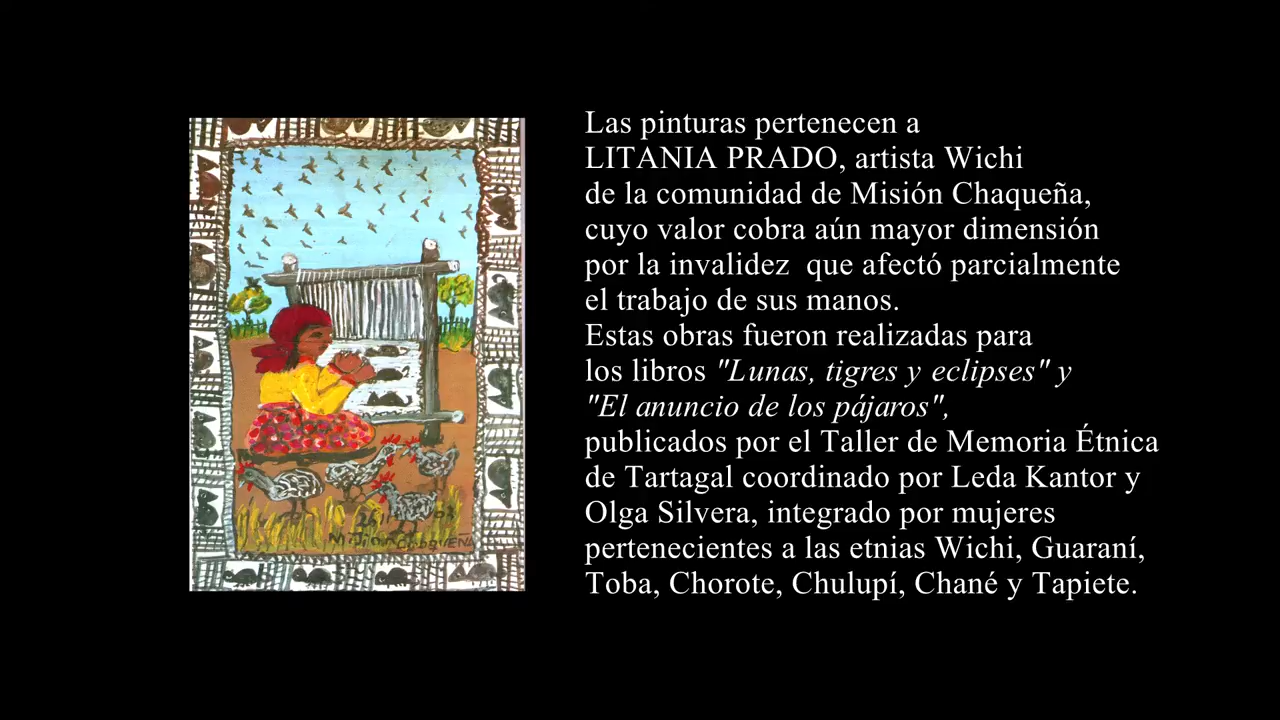 Las pinturas pertenecen a
LITANIA PRADO, artista Wichi
de la comunidad de Misión Chaqueña,
cuyo valor cobra aún mayor dimensión
por la invalidez  que afectó parcialmente
el trabajo de sus manos.
Estas obras fueron realizadas para
los libros "Lunas, tigres y eclipses" y
"El anuncio de los pájaros",
publicados por el Taller de Memoria Étnica
de Tartagal coordinado por Leda Kantor y
Olga Silvera, integrado por mujeres
pertenecientes a las etnias Wichi, Guaraní,
Toba, Chorote, Chulupí, Chané y Tapiete.